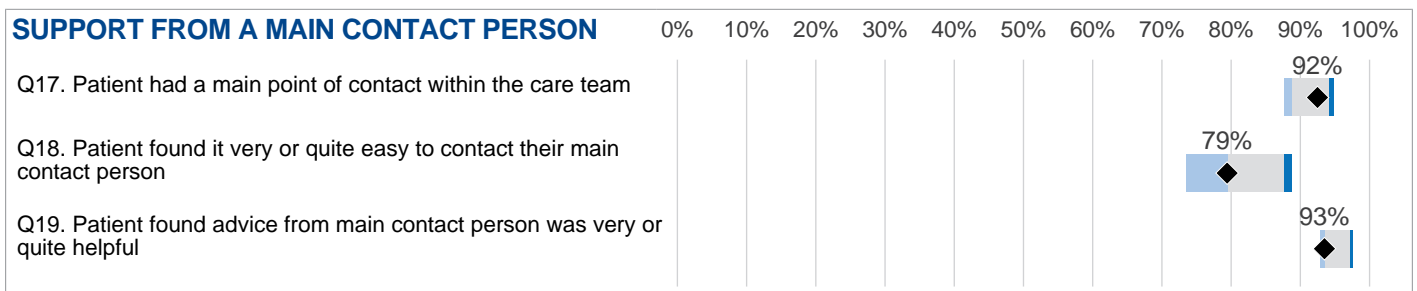 SUPPORT FROM A MAIN CONTACT PERSON 0% 10% 20% 30% 40% 50% 60% 70% 80% 90% 100%
Q17. Patient had a main point of contact within the care team 92%
Q18. Patient found it very or quite easy to contact their main
contact person
79%
Q19. Patient found advice from main contact person was very or
quite helpful
93%